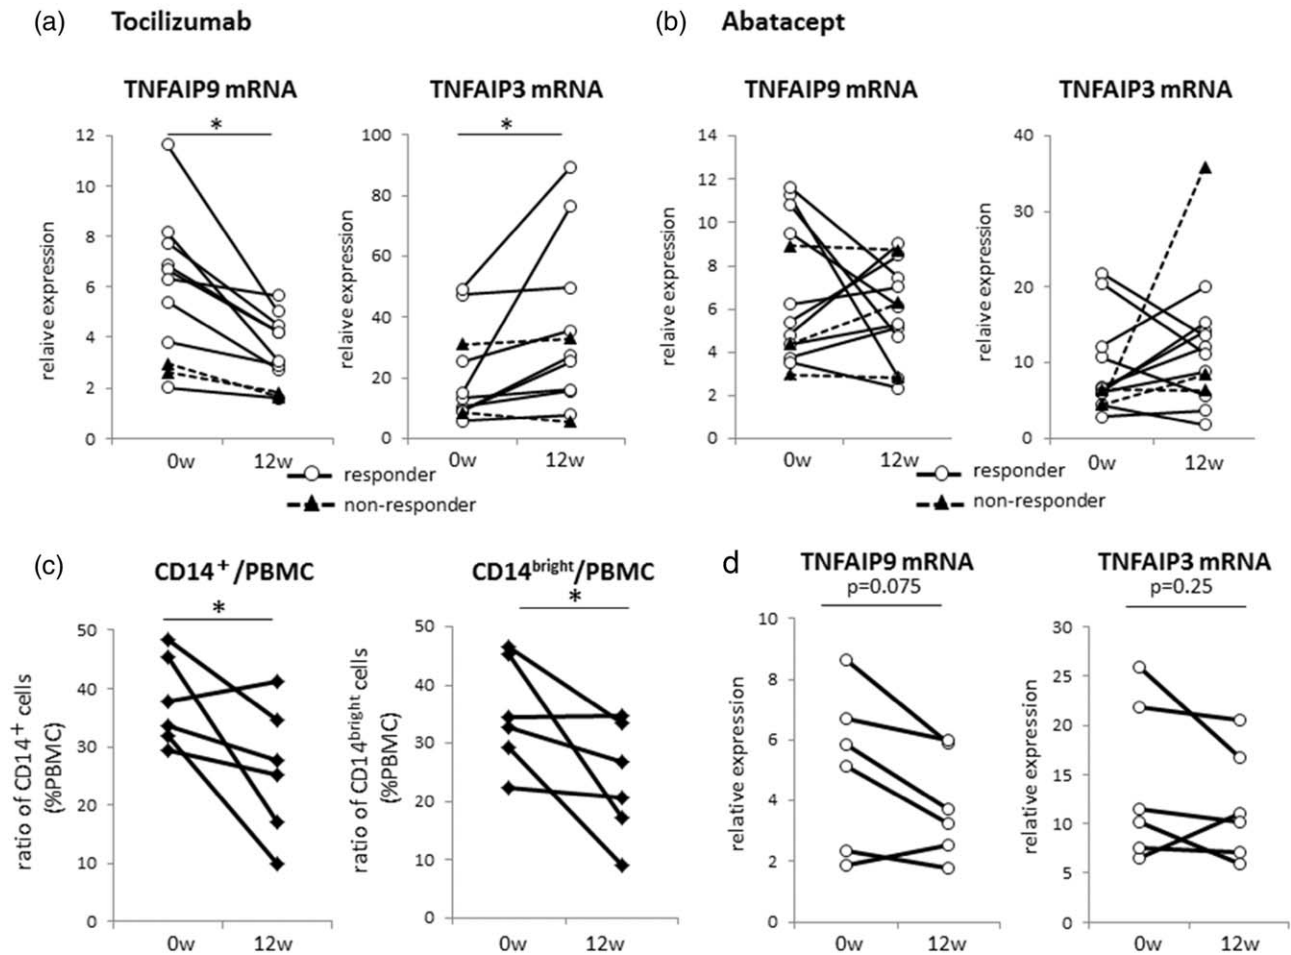 (a) Tocilizumab
(b) Abatacept
TNFAIP9 mRNA
*
12
10
8
6
4
2
0
relaive expression
0w 12w
TNFAIP3 mRNA
*
100
80
60
40
20
0
relaive expression
0w 12w
responder
non-responder
TNFAIP9 mRNA
14
12
10
8
6
4
2
0
relaive expression
0w 12w
TNFAIP3 mRNA
40
30
20
10
0
relaive expression
0w 12w
responder
non-responder
(c)
CD14⁺/PBMC
*
50
40
30
20
10
0
ratio of CD14⁺ cells
(%PBMC)
0w 12w
CD14ᵇʳⁱᵍʰᵗ/PBMC
*
50
40
30
20
10
0
ratio of CD14ᵇʳⁱᵍʰᵗ cells
(%PBMC)
0w 12w
d
TNFAIP9 mRNA
p=0.075
10
8
6
4
2
0
relative expression
0w 12w
TNFAIP3 mRNA
p=0.25
30
25
20
15
10
5
0
relative expression
0w 12w